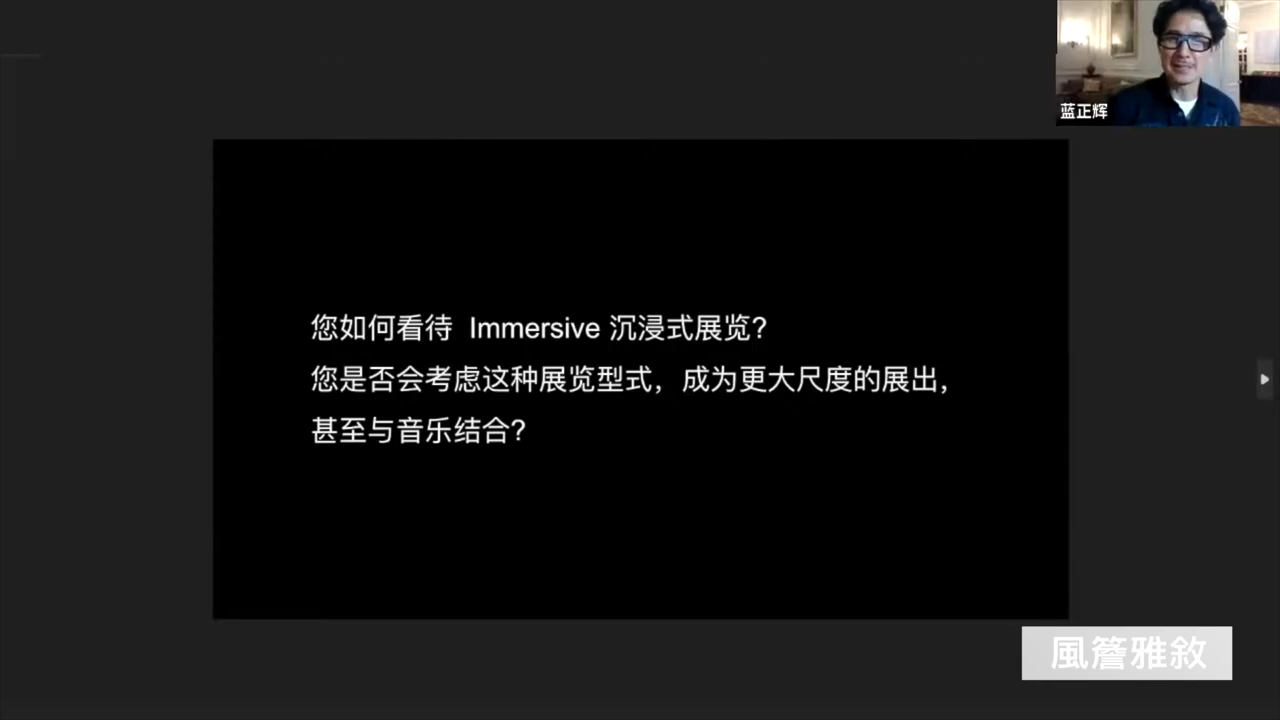 蓝正辉
您如何看待 Immersive 沉浸式展览?
您是否会考虑这种展览型式，成为更大尺度的展出，
甚至与音乐结合?
風簷雅敘